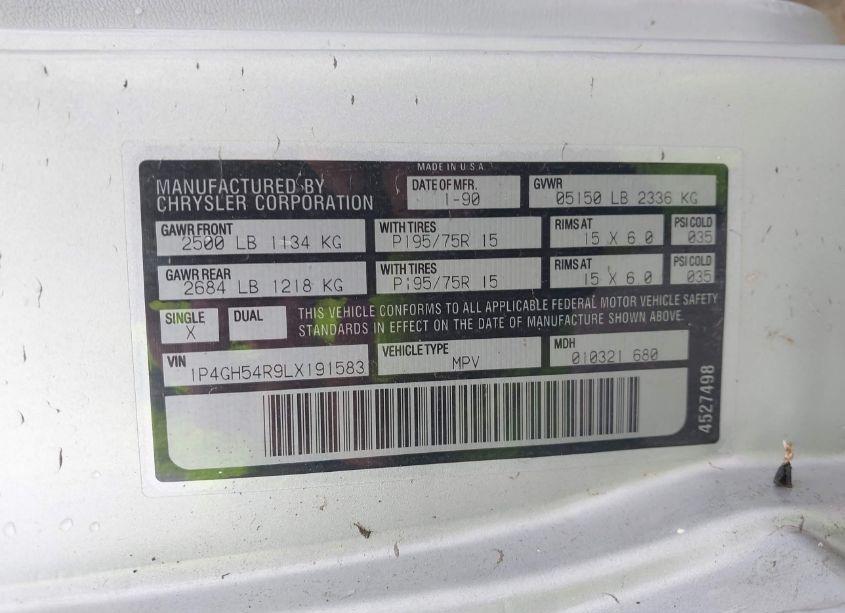 MADE IN U.S.A.
MANUFACTURED BY
CHRYSLER CORPORATION
DATE OF MFR.
1-90
GVWR
05150 LB 2336 KG
GAWR FRONT
2500 LB 1134 KG
WITH TIRES
P195/75R 15
RIMS AT
15 X 6.0
PSI COLD
035
GAWR REAR
2684 LB 1218 KG
WITH TIRES
P195/75R 15
RIMS AT
15 X 6.0
PSI COLD
035
SINGLE
X
DUAL
THIS VEHICLE CONFORMS TO ALL APPLICABLE FEDERAL MOTOR VEHICLE SAFETY
STANDARDS IN EFFECT ON THE DATE OF MANUFACTURE SHOWN ABOVE.
VIN
1P4GH54R9LX191583
VEHICLE TYPE
MPV
MDH
010321 680
4527498